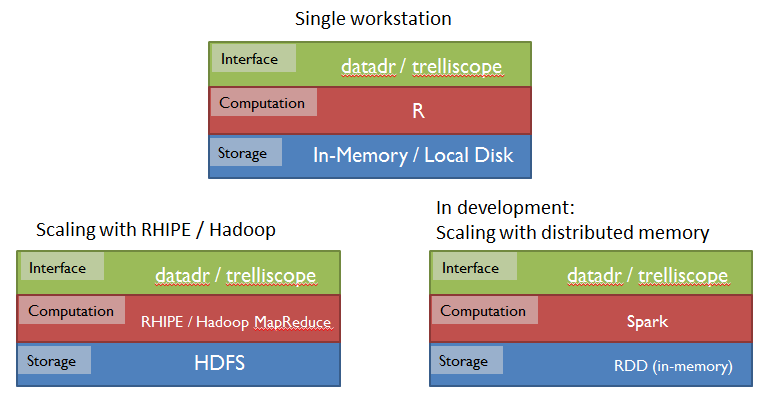 Single workstation
Interface
datadr / trelliscope
Computation
R
Storage
In-Memory / Local Disk
Scaling with RHIPE / Hadoop
Interface
datadr / trelliscope
Computation
RHIPE / Hadoop MapReduce
Storage
HDFS
In development:
Scaling with distributed memory
Interface
datadr / trelliscope
Computation
Spark
Storage
RDD (in-memory)